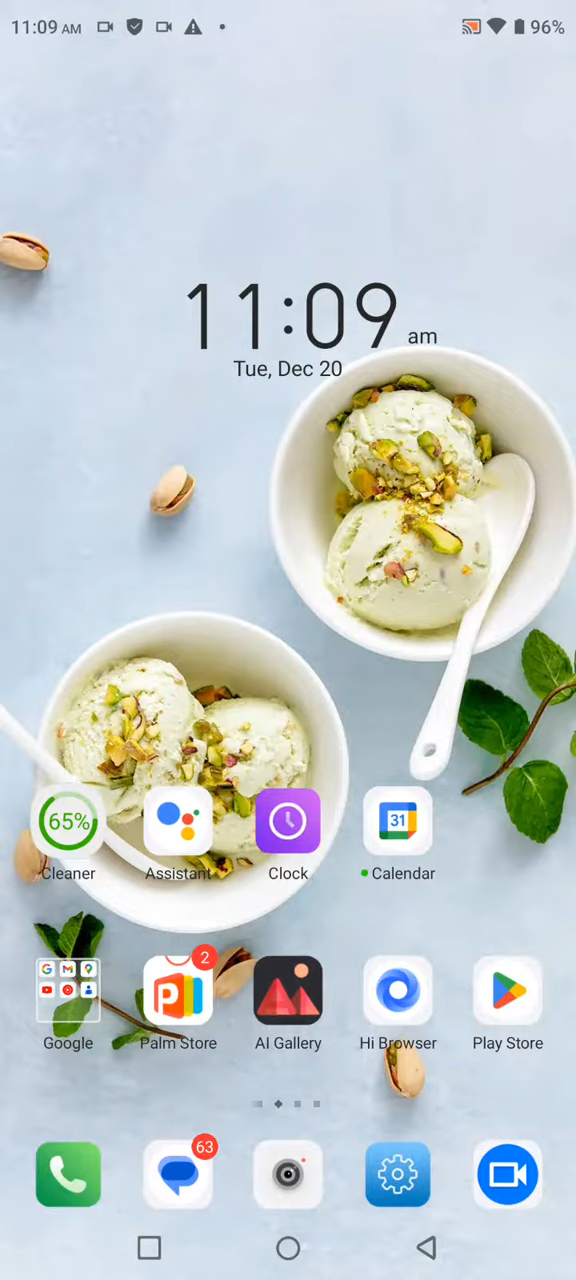 11:09 AM
96%
11:09 am
Tue, Dec 20
65%
31
Cleaner
Assistant
Clock
Calendar
2
Google
Palm Store
AI Gallery
Hi Browser
Play Store
63